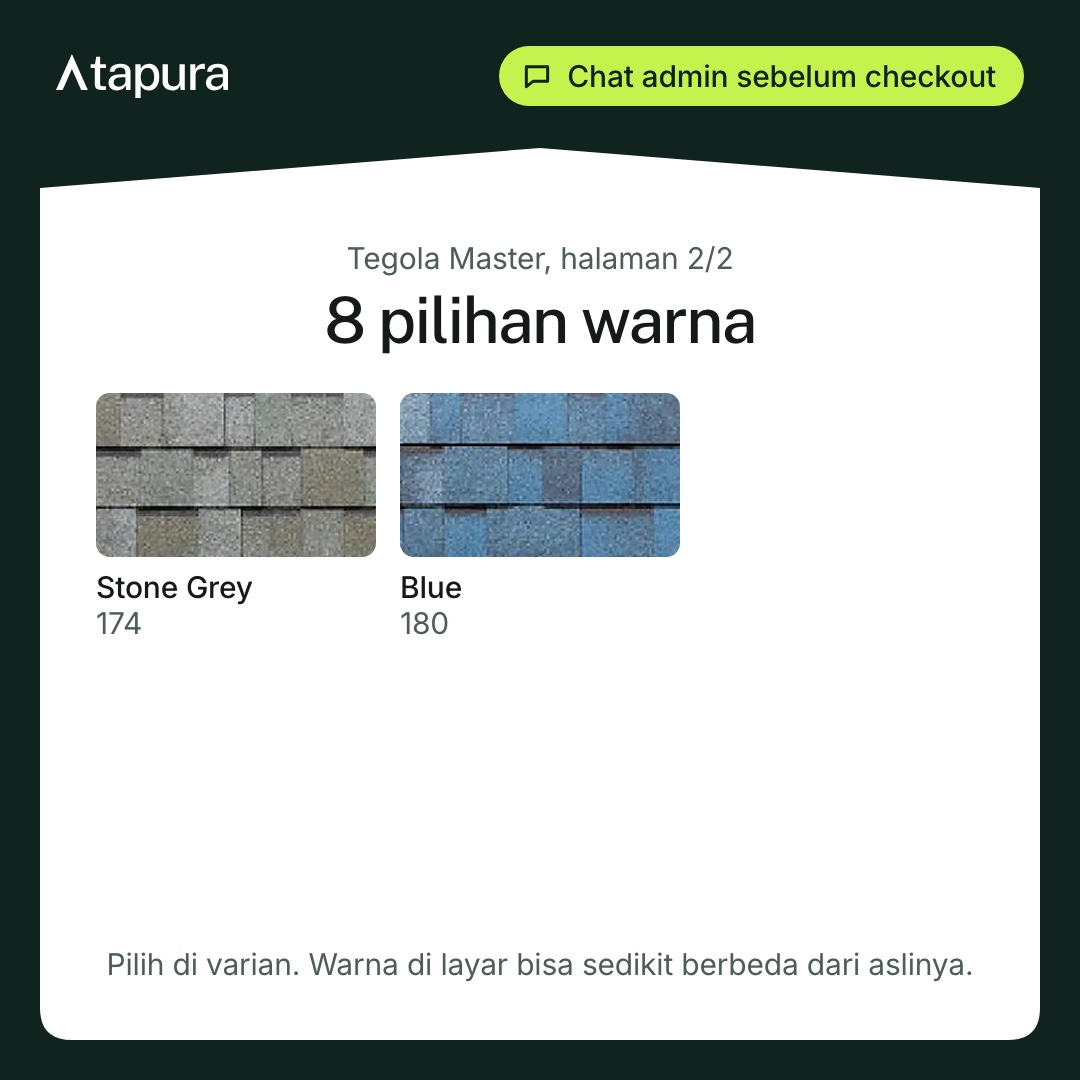 Atapura
Chat admin sebelum checkout
Tegola Master, halaman 2/2
8 pilihan warna
Stone Grey
174
Blue
180
Pilih di varian. Warna di layar bisa sedikit berbeda dari aslinya.